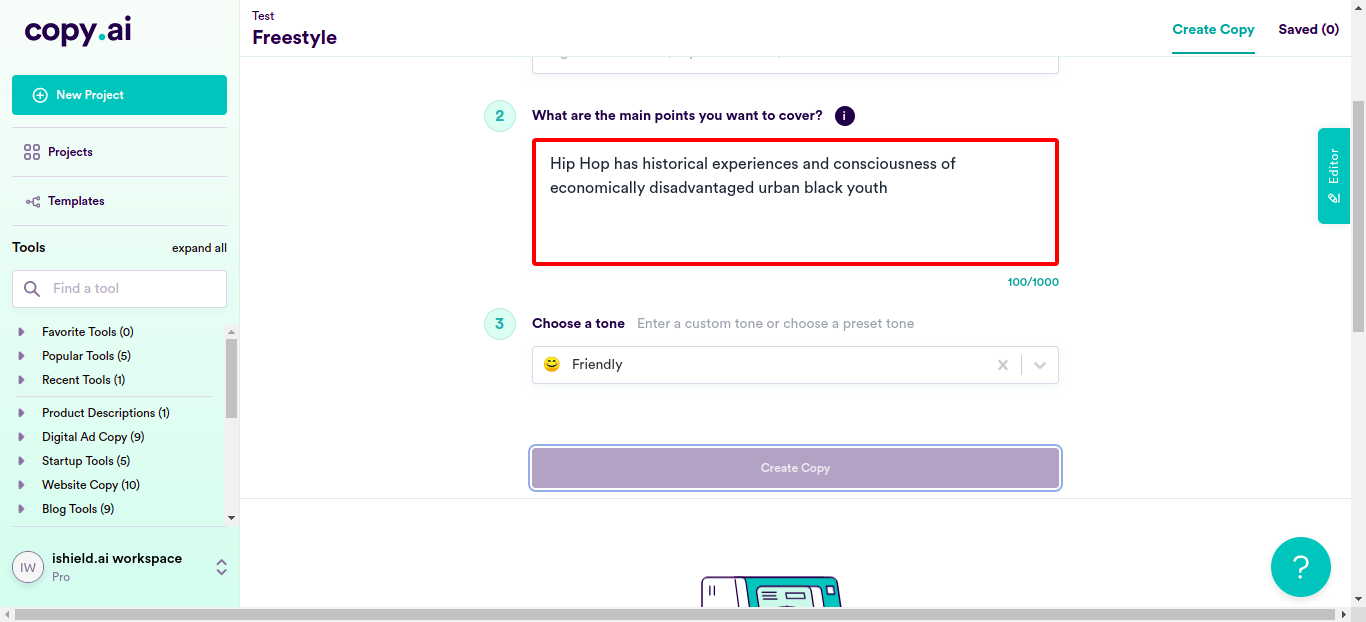 copy.ai
New Project
Projects
Templates
Tools
expand all
Find a tool
Favorite Tools (0)
Popular Tools (5)
Recent Tools (1)
Product Descriptions (1)
Digital Ad Copy (9)
Startup Tools (5)
Website Copy (10)
Blog Tools (9)
IW
ishield.ai workspace
Pro
Test
Freestyle
Create Copy
Saved (0)
2
What are the main points you want to cover?
i
Hip Hop has historical experiences and consciousness of
economically disadvantaged urban black youth
100/1000
3
Choose a tone
Enter a custom tone or choose a preset tone
Friendly
Create Copy
Editor
?